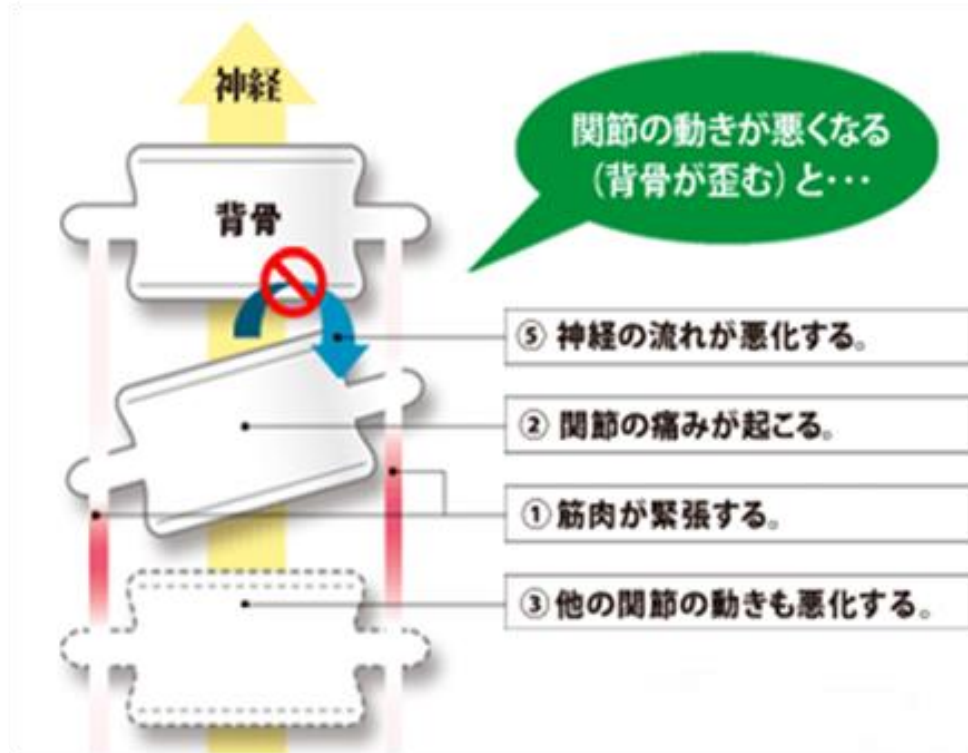 神経
背骨
関節の動きが悪くなる
(背骨が歪む)と・・・
⑤ 神経の流れが悪化する。
② 関節の痛みが起こる。
① 筋肉が緊張する。
③ 他の関節の動きも悪化する。